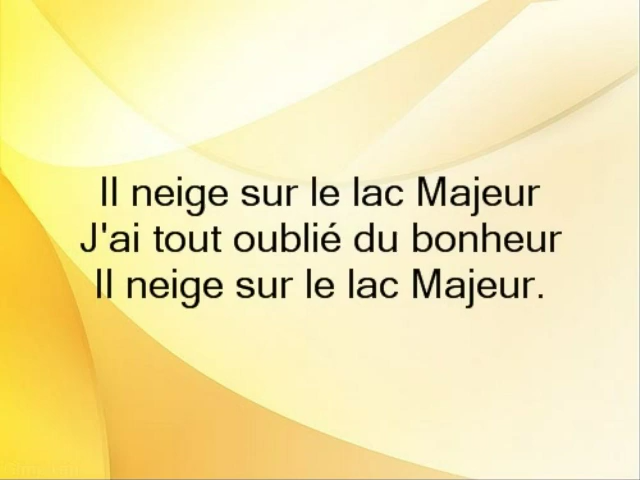 Il neige sur le lac Majeur
J'ai tout oublié du bonheur
Il neige sur le lac Majeur.